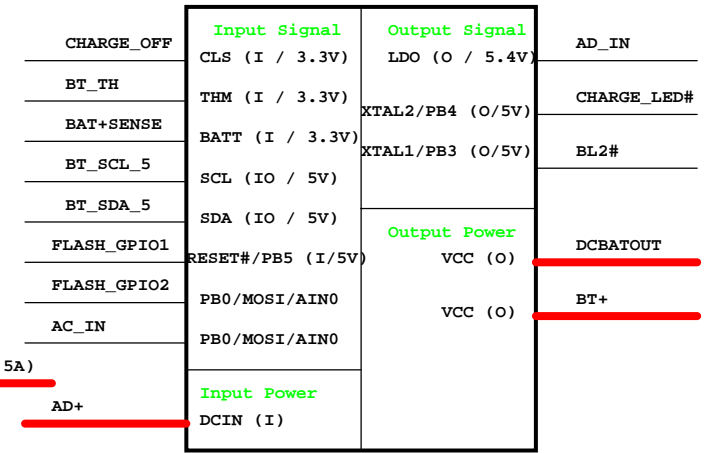 CHARGE_OFF
BT_TH
BAT+SENSE
BT_SCL_5
BT_SDA_5
FLASH_GPIO1
FLASH_GPIO2
AC_IN
5A)
AD+
Input Signal
CLS (I / 3.3V)
THM (I / 3.3V)
BATT (I / 3.3V)
SCL (IO / 5V)
SDA (IO / 5V)
RESET#/PB5 (I/5V)
PB0/MOSI/AIN0
PB0/MOSI/AIN0
Input Power
DCIN (I)
Output Signal
LDO (O / 5.4V)
XTAL2/PB4 (O/5V)
XTAL1/PB3 (O/5V)
Output Power
VCC (O)
VCC (O)
AD_IN
CHARGE_LED#
BL2#
DCBATOUT
BT+